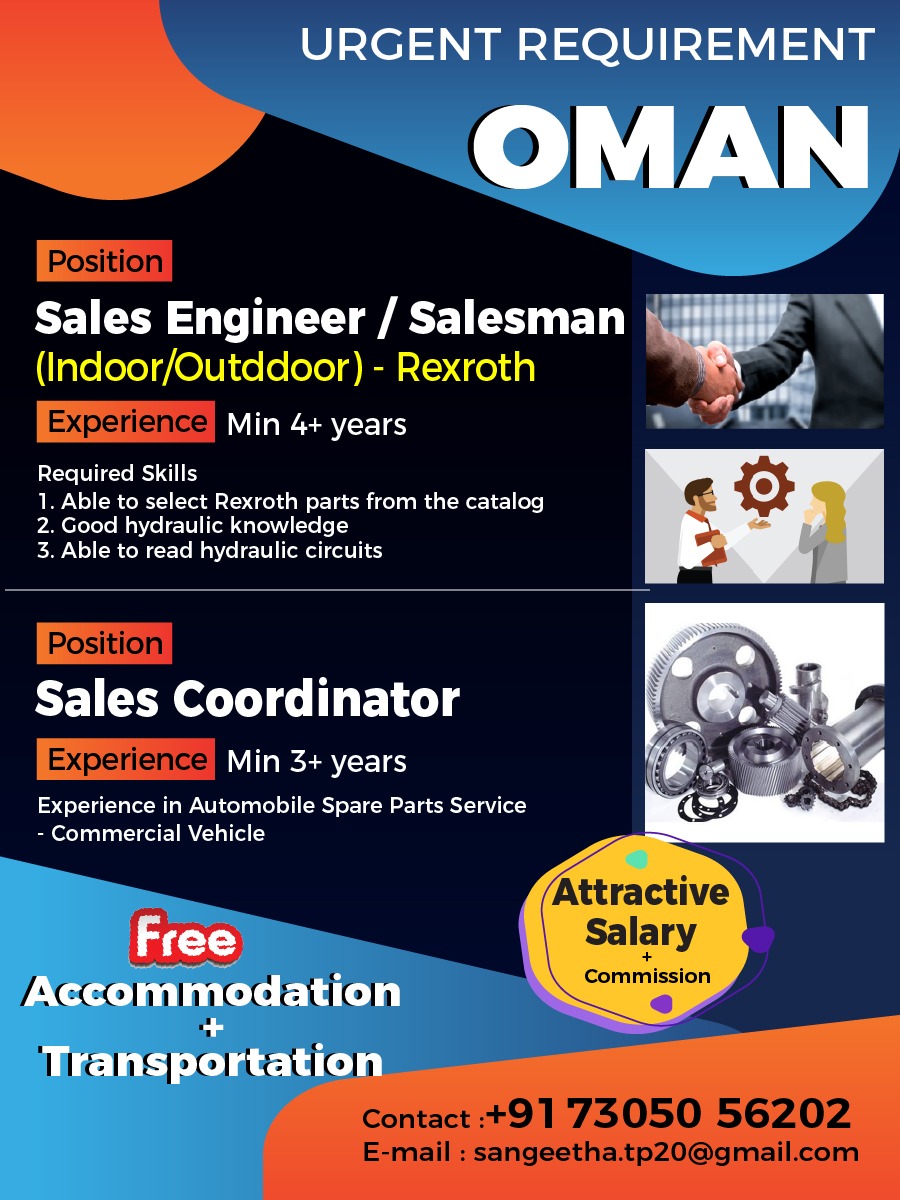 URGENT REQUIREMENT
OMAN
Position
Sales Engineer / Salesman
(Indoor/Outddoor) - Rexroth
Experience Min 4+ years
Required Skills
1. Able to select Rexroth parts from the catalog
2. Good hydraulic knowledge
3. Able to read hydraulic circuits
Position
Sales Coordinator
Experience Min 3+ years
Experience in Automobile Spare Parts Service
- Commercial Vehicle
Attractive
Salary
+
Commission
Free
Accommodation
+
Transportation
Contact :+91 73050 56202
E-mail : sangeetha.tp20@gmail.com